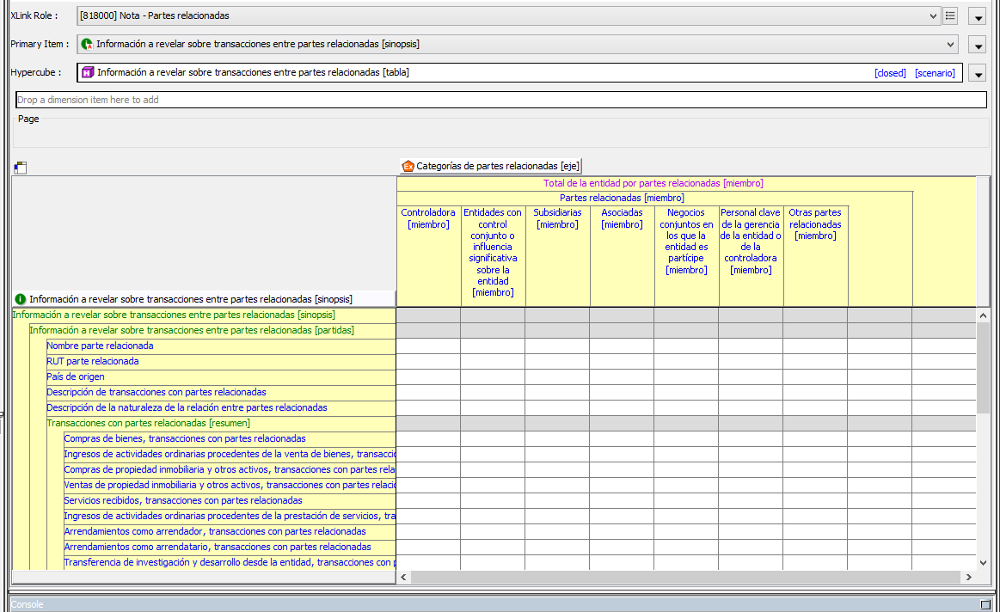 XLink Role :
[818000] Nota - Partes relacionadas
Primary Item :
Información a revelar sobre transacciones entre partes relacionadas [sinopsis]
Hypercube :
Información a revelar sobre transacciones entre partes relacionadas [tabla]
[closed] [scenario]
Drop a dimension item here to add
Page
Categorías de partes relacionadas [eje]
Total de la entidad por partes relacionadas [miembro]
Partes relacionadas [miembro]
Controladora
[miembro]
Entidades con
control
conjunto o
influencia
significativa
sobre la
entidad
[miembro]
Subsidiarias
[miembro]
Asociadas
[miembro]
Negocios
conjuntos en
los que la
entidad es
partícipe
[miembro]
Personal clave
de la gerencia
de la entidad o
de la
controladora
[miembro]
Otras partes
relacionadas
[miembro]
Información a revelar sobre transacciones entre partes relacionadas [sinopsis]
Información a revelar sobre transacciones entre partes relacionadas [sinopsis]
Información a revelar sobre transacciones entre partes relacionadas [partidas]
Nombre parte relacionada
RUT parte relacionada
País de origen
Descripción de transacciones con partes relacionadas
Descripción de la naturaleza de la relación entre partes relacionadas
Transacciones con partes relacionadas [resumen]
Compras de bienes, transacciones con partes relacionadas
Ingresos de actividades ordinarias procedentes de la venta de bienes, transacci
Compras de propiedad inmobiliaria y otros activos, transacciones con partes rela
Ventas de propiedad inmobiliaria y otros activos, transacciones con partes relacio
Servicios recibidos, transacciones con partes relacionadas
Ingresos de actividades ordinarias procedentes de la prestación de servicios, tra
Arrendamientos como arrendador, transacciones con partes relacionadas
Arrendamientos como arrendatario, transacciones con partes relacionadas
Transferencia de investigación y desarrollo desde la entidad, transacciones con p
Console